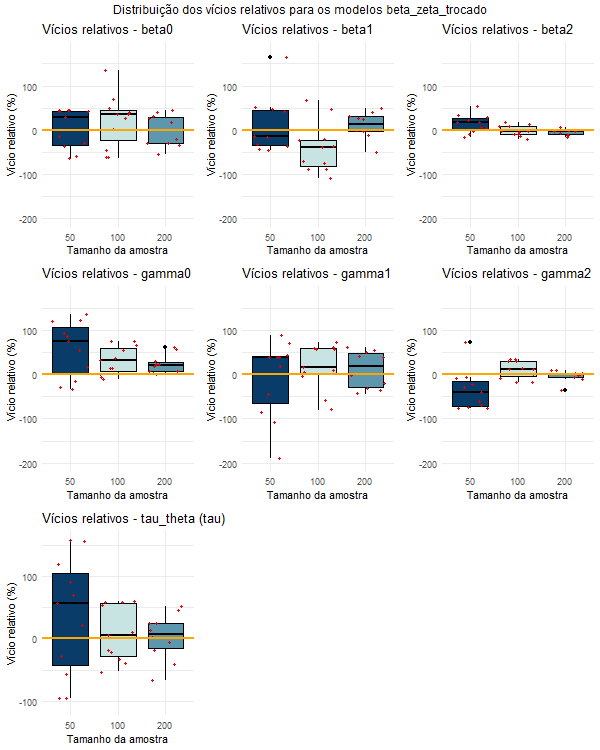 Distribuição dos vícios relativos para os modelos beta_zeta_trocado
Vícios relativos - beta0
Vício relativo (%)
100
0
-100
-200
50 100 200
Tamanho da amostra
Vícios relativos - beta1
Vício relativo (%)
100
0
-100
-200
50 100 200
Tamanho da amostra
Vícios relativos - beta2
Vício relativo (%)
100
0
-100
-200
50 100 200
Tamanho da amostra
Vícios relativos - gamma0
Vício relativo (%)
100
0
-100
-200
50 100 200
Tamanho da amostra
Vícios relativos - gamma1
Vício relativo (%)
100
0
-100
-200
50 100 200
Tamanho da amostra
Vícios relativos - gamma2
Vício relativo (%)
100
0
-100
-200
50 100 200
Tamanho da amostra
Vícios relativos - tau_theta (tau)
Vício relativo (%)
100
0
-100
50 100 200
Tamanho da amostra